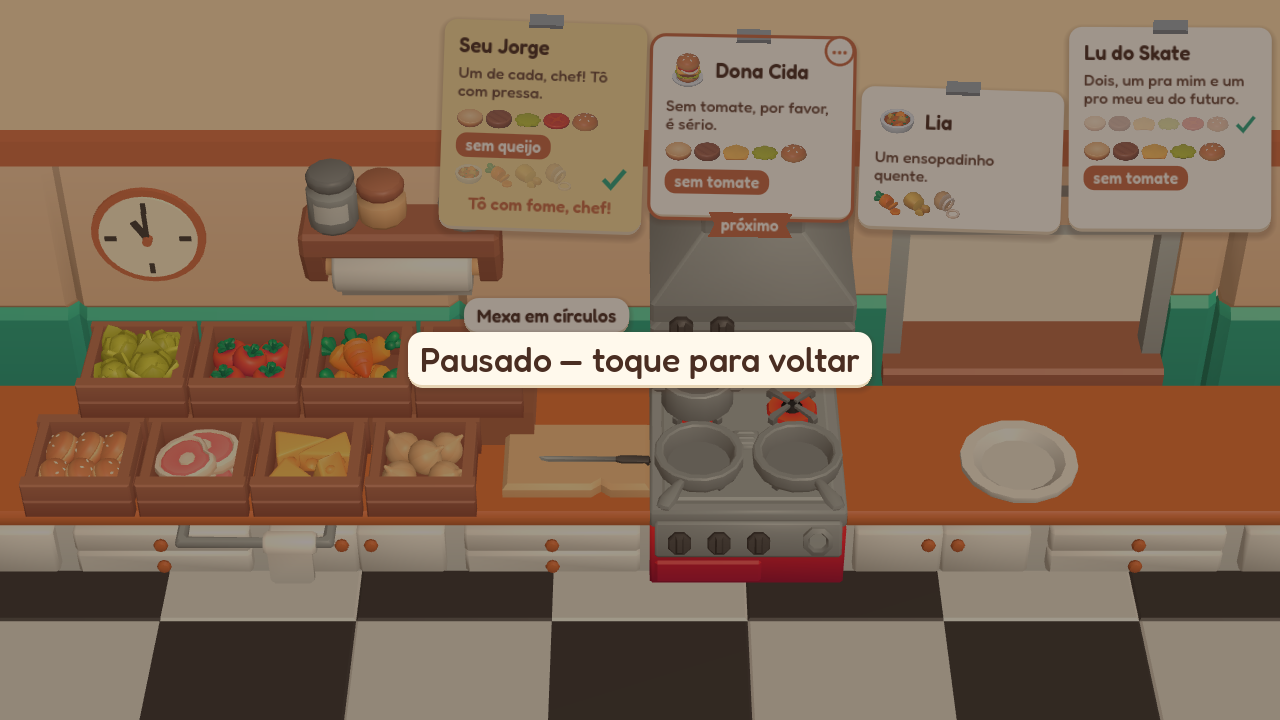 Seu Jorge
Um de cada, chef! Tô
com pressa.
sem queijo
Tô com fome, chef!
Dona Cida
Sem tomate, por favor,
é sério.
sem tomate
próximo
Lia
Um ensopadinho
quente.
Lu do Skate
Dois, um pra mim e um
pro meu eu do futuro.
sem tomate
Mexa em círculos
Pausado — toque para voltar